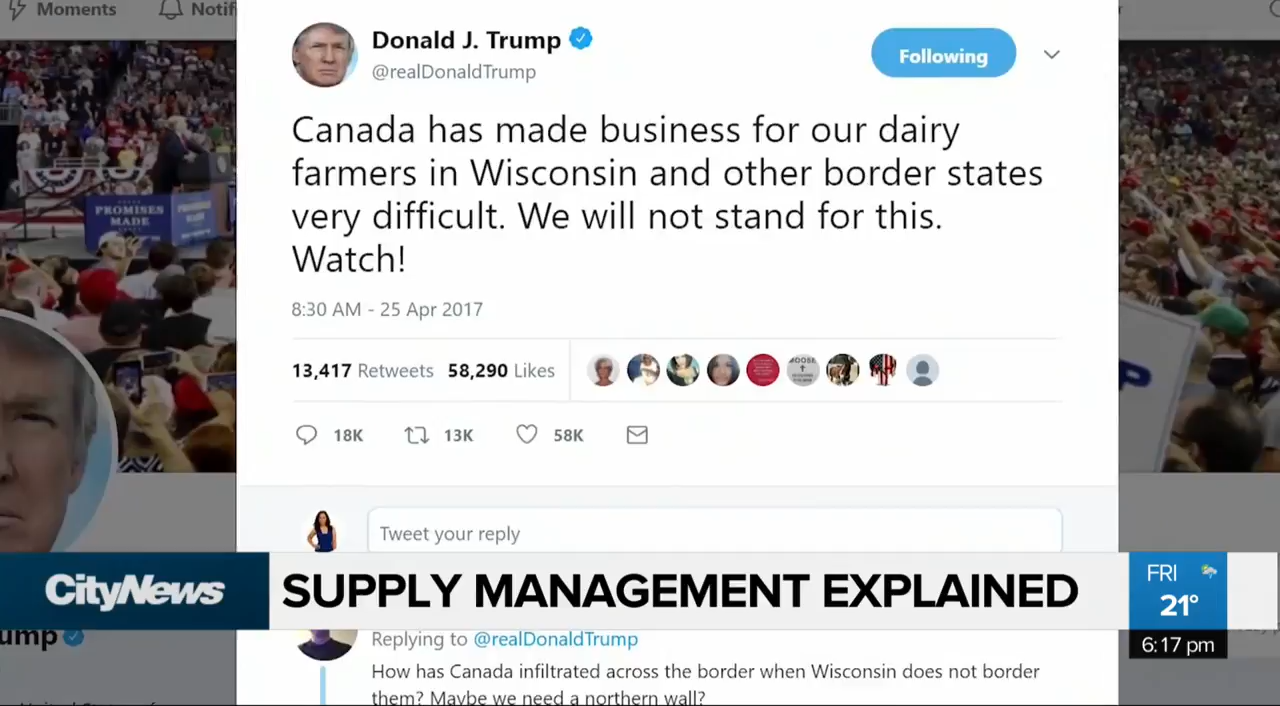 Moments
Notif
Donald J. Trump
@realDonaldTrump
Following
Canada has made business for our dairy
farmers in Wisconsin and other border states
very difficult. We will not stand for this.
Watch!
8:30 AM - 25 Apr 2017
13,417 Retweets 58,290 Likes
18K 13K 58K
PROMISES
MADE
Tweet your reply
CityNews
SUPPLY MANAGEMENT EXPLAINED
FRI
21°
6:17 pm
ump
Replying to @realDonaldTrump
How has Canada infiltrated across the border when Wisconsin does not border
them? Maybe we need a northern wall?